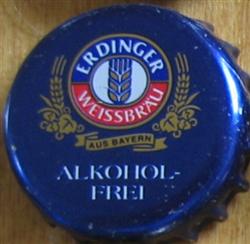 ERDINGER
WEISSBRÄU
AUS BAYERN
ALKOHOL-
FREI